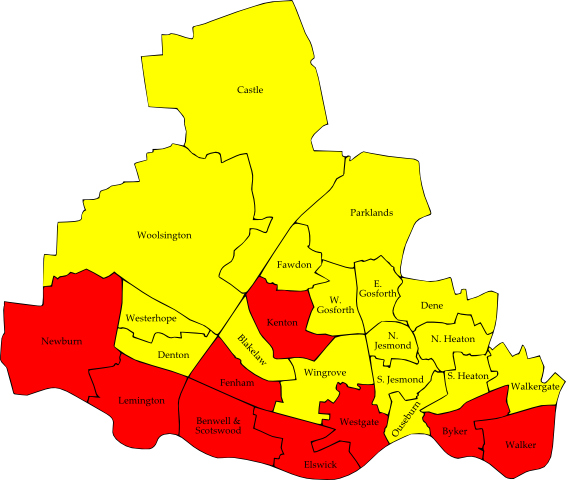 Castle
Parklands
Woolsington
Fawdon
E.
Gosforth
W.
Gosforth
Dene
Westerhope
Kenton
Newburn
N.
Jesmond
N. Heaton
Denton
Blakelaw
Wingrove
S. Jesmond
S. Heaton
Fenham
Walkergate
Lemington
Benwell &
Scotswood
Westgate
Ouseburn
Byker
Walker
Elswick